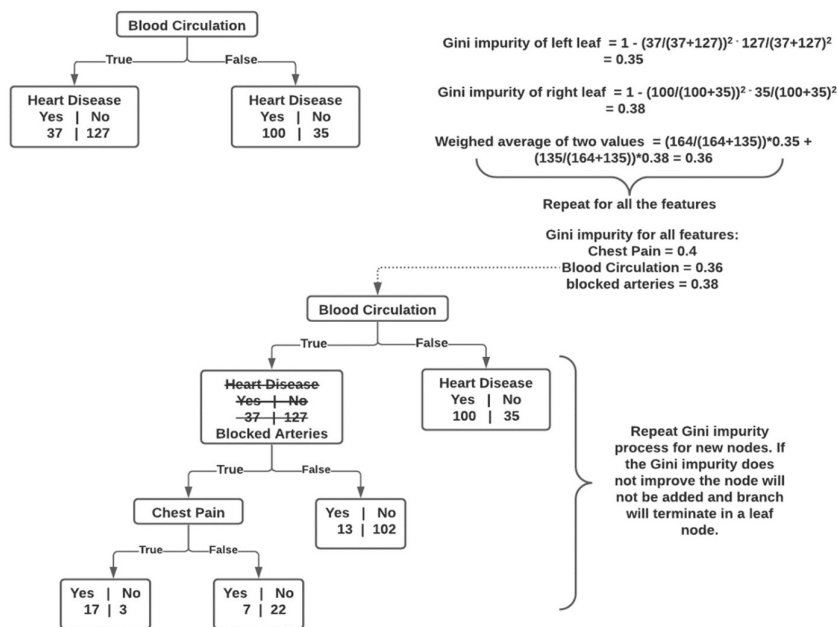 Blood Circulation
True
False
Heart Disease
Yes | No
37 | 127
Heart Disease
Yes | No
100 | 35
Gini impurity of left leaf = 1 - (37/(37+127))² - 127/(37+127)²
= 0.35
Gini impurity of right leaf = 1 - (100/(100+35))² - 35/(100+35)²
= 0.38
Weighed average of two values = (164/(164+135))*0.35 +
(135/(164+135))*0.38 = 0.36
Repeat for all the features
Gini impurity for all features:
Chest Pain = 0.4
Blood Circulation = 0.36
blocked arteries = 0.38
Blood Circulation
True
False
Heart Disease
Yes | No
37 | 127
Blocked Arteries
Heart Disease
Yes | No
100 | 35
True
False
Chest Pain
Yes | No
13 | 102
True
False
Yes | No
17 | 3
Yes | No
7 | 22
Repeat Gini impurity
process for new nodes. If
the Gini impurity does
not improve the node will
not be added and branch
will terminate in a leaf
node.